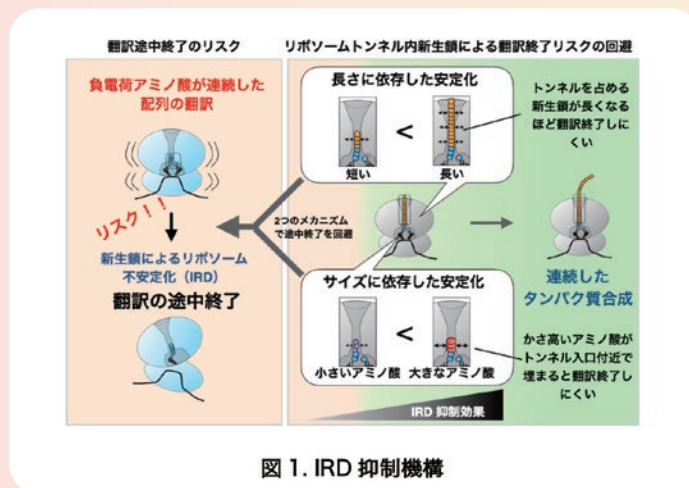 翻訳途中終了のリスク
負電荷アミノ酸が連続した
配列の翻訳
リスク！！
新生鎖によるリボソーム
不安定化（IRD）
翻訳の途中終了
リボソームトンネル内新生鎖による翻訳終了リスクの回避
長さに依存した安定化
<
短い
長い
トンネルを占める
新生鎖が長くなる
ほど翻訳終了しに
くい
2つのメカニズム
で途中終了を回避
連続した
タンパク質合成
サイズに依存した安定化
<
小さいアミノ酸
大きなアミノ酸
かさ高いアミノ酸が
トンネル入口付近で
埋まると翻訳終了し
にくい
IRD 抑制効果
図 1. IRD 抑制機構